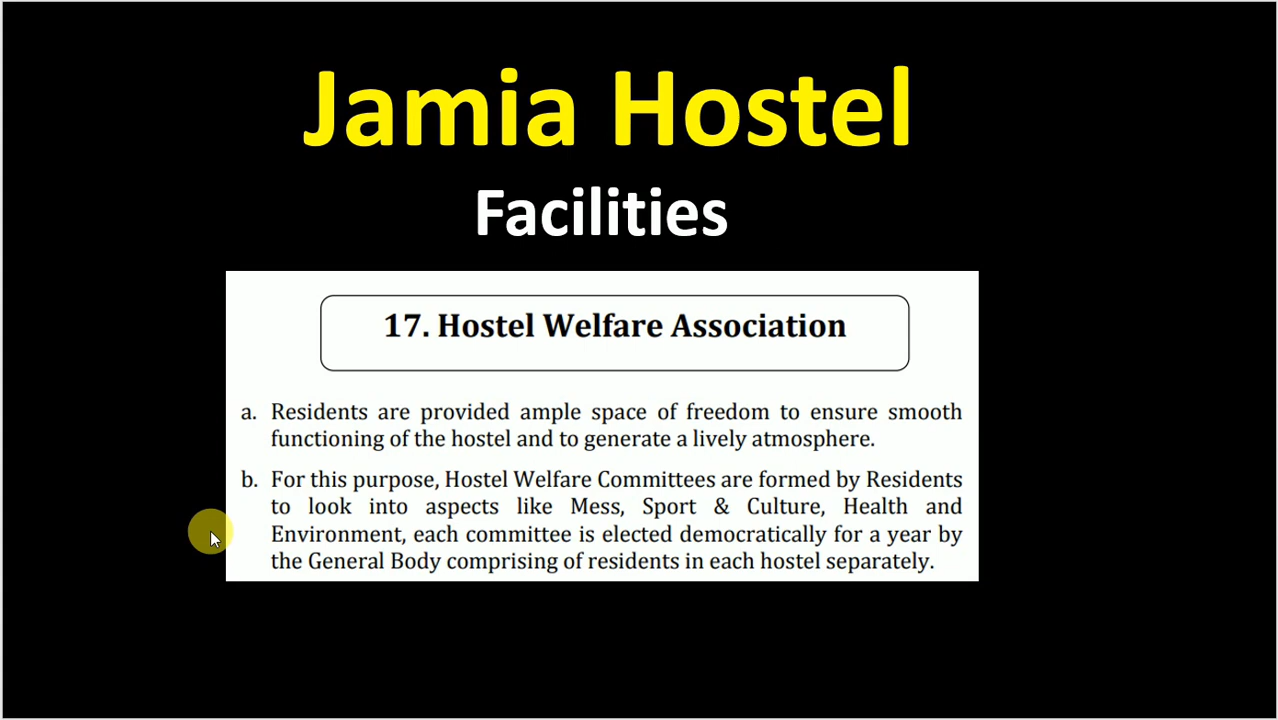 Jamia Hostel
Facilities
17. Hostel Welfare Association
a. Residents are provided ample space of freedom to ensure smooth
functioning of the hostel and to generate a lively atmosphere.
b. For this purpose, Hostel Welfare Committees are formed by Residents
to look into aspects like Mess, Sport & Culture, Health and
Environment, each committee is elected democratically for a year by
the General Body comprising of residents in each hostel separately.